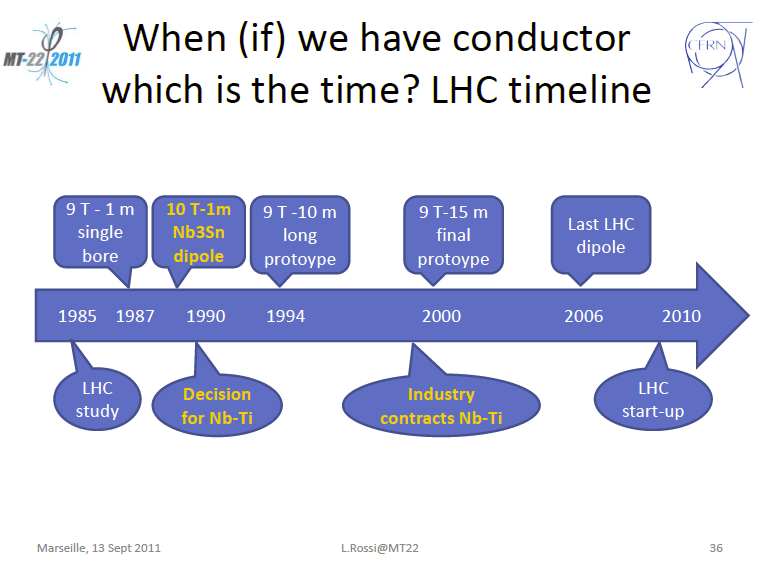 MT-22 2011
When (if) we have conductor
CERN
which is the time? LHC timeline
9 T - 1 m
single
bore
10 T-1m
Nb3Sn
dipole
9 T -10 m
long
protoype
9 T-15 m
final
protoype
Last LHC
dipole
1985 1987 1990 1994 2000 2006 2010
LHC
study
Decision
for Nb-Ti
Industry
contracts Nb-Ti
LHC
start-up
Marseille, 13 Sept 2011 L.Rossi@MT22 36